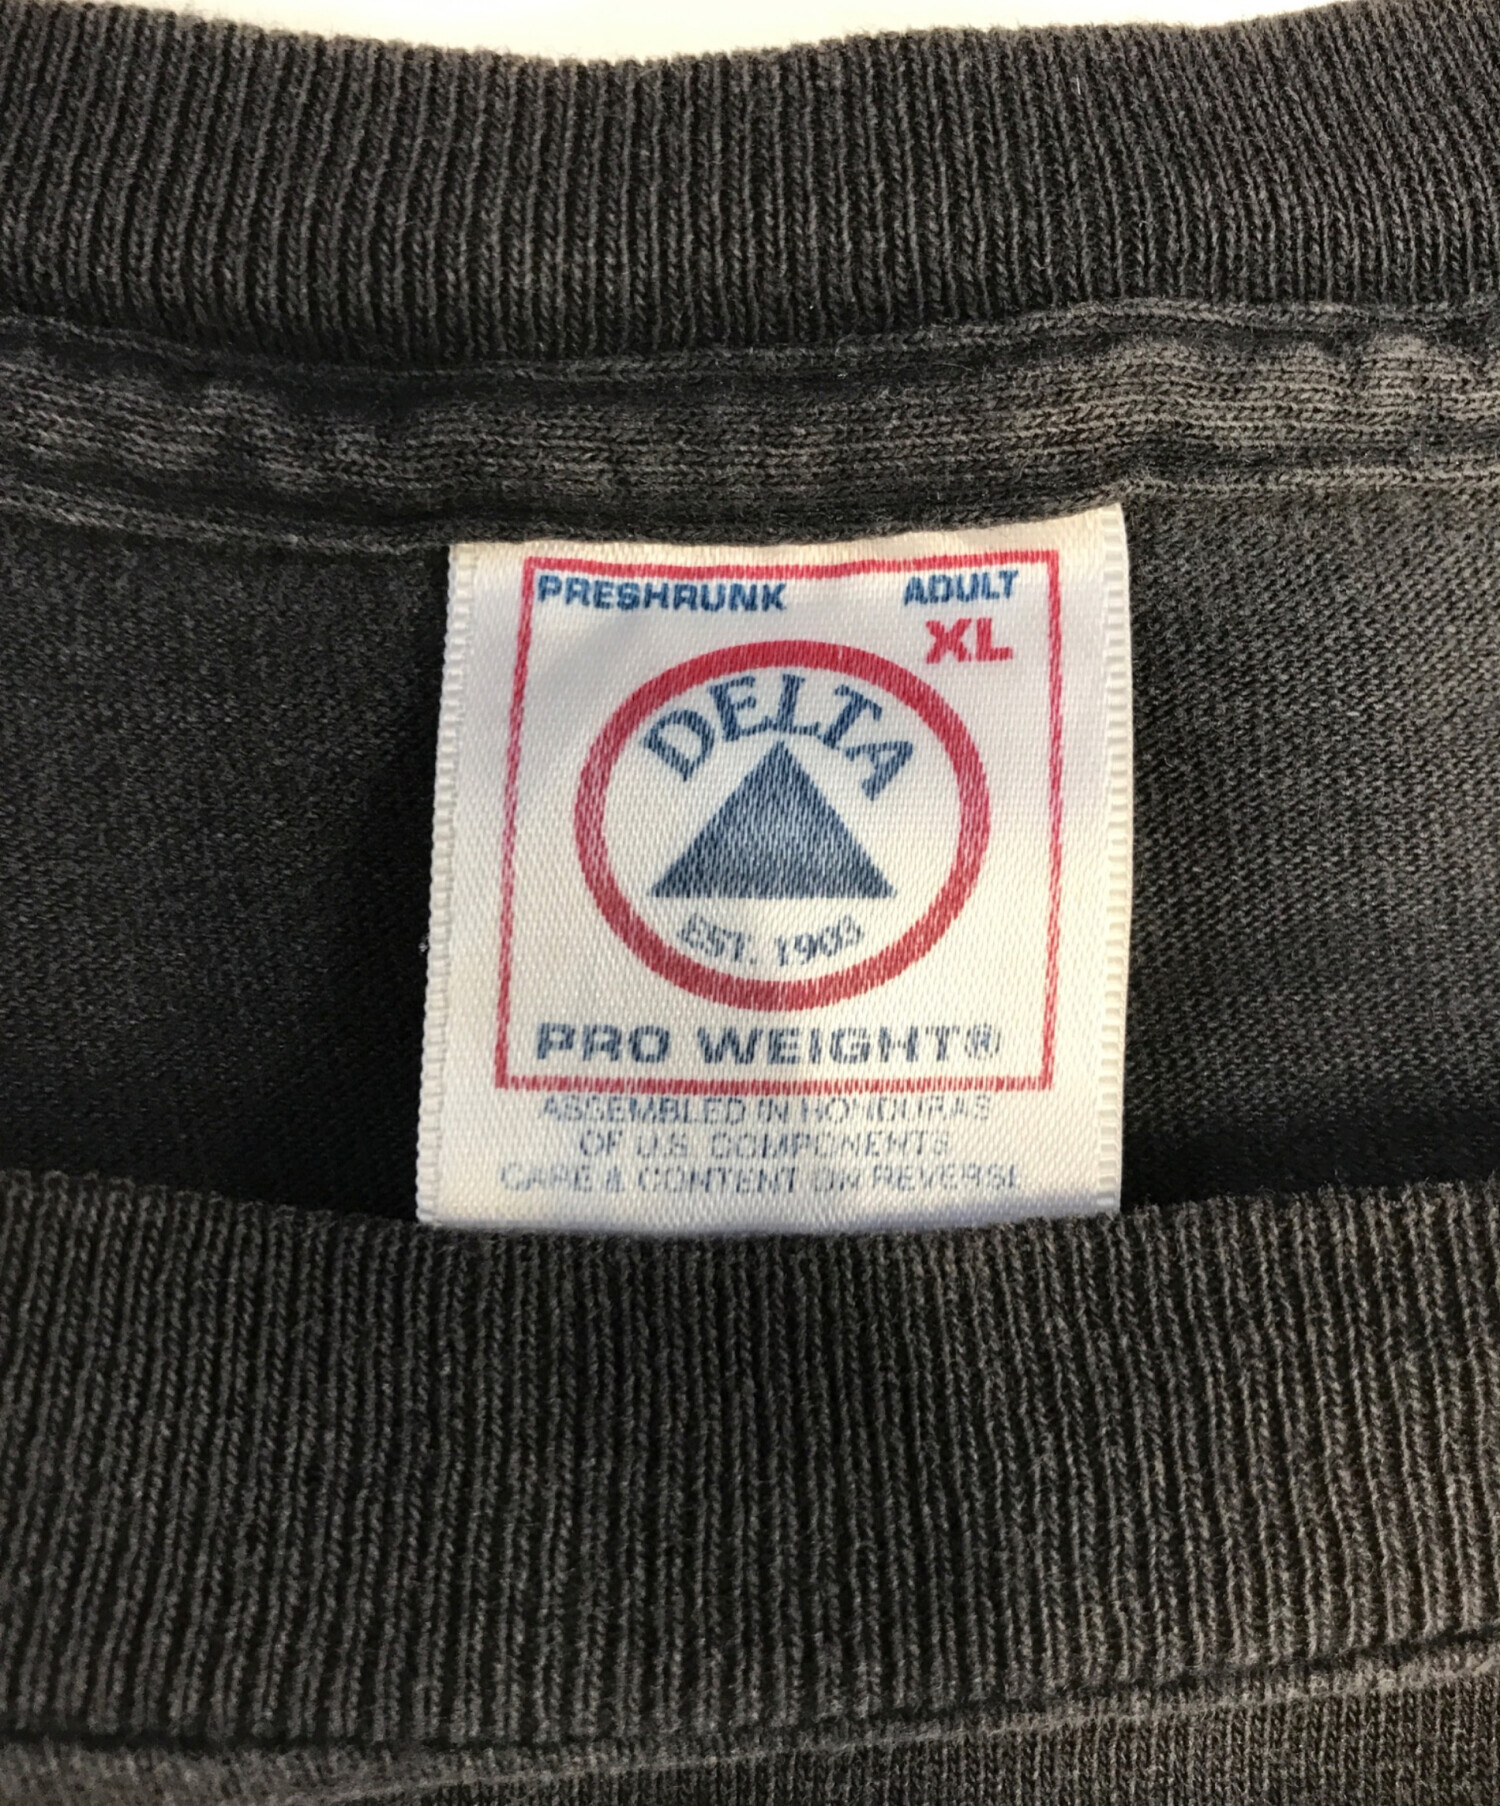 PRESHRUNK ADULT
XL
DELTA
EST. 1903
PRO WEIGHT®
ASSEMBLED IN HONDURAS
OF U.S. COMPONENTS
CARE & CONTENT ON REVERSE